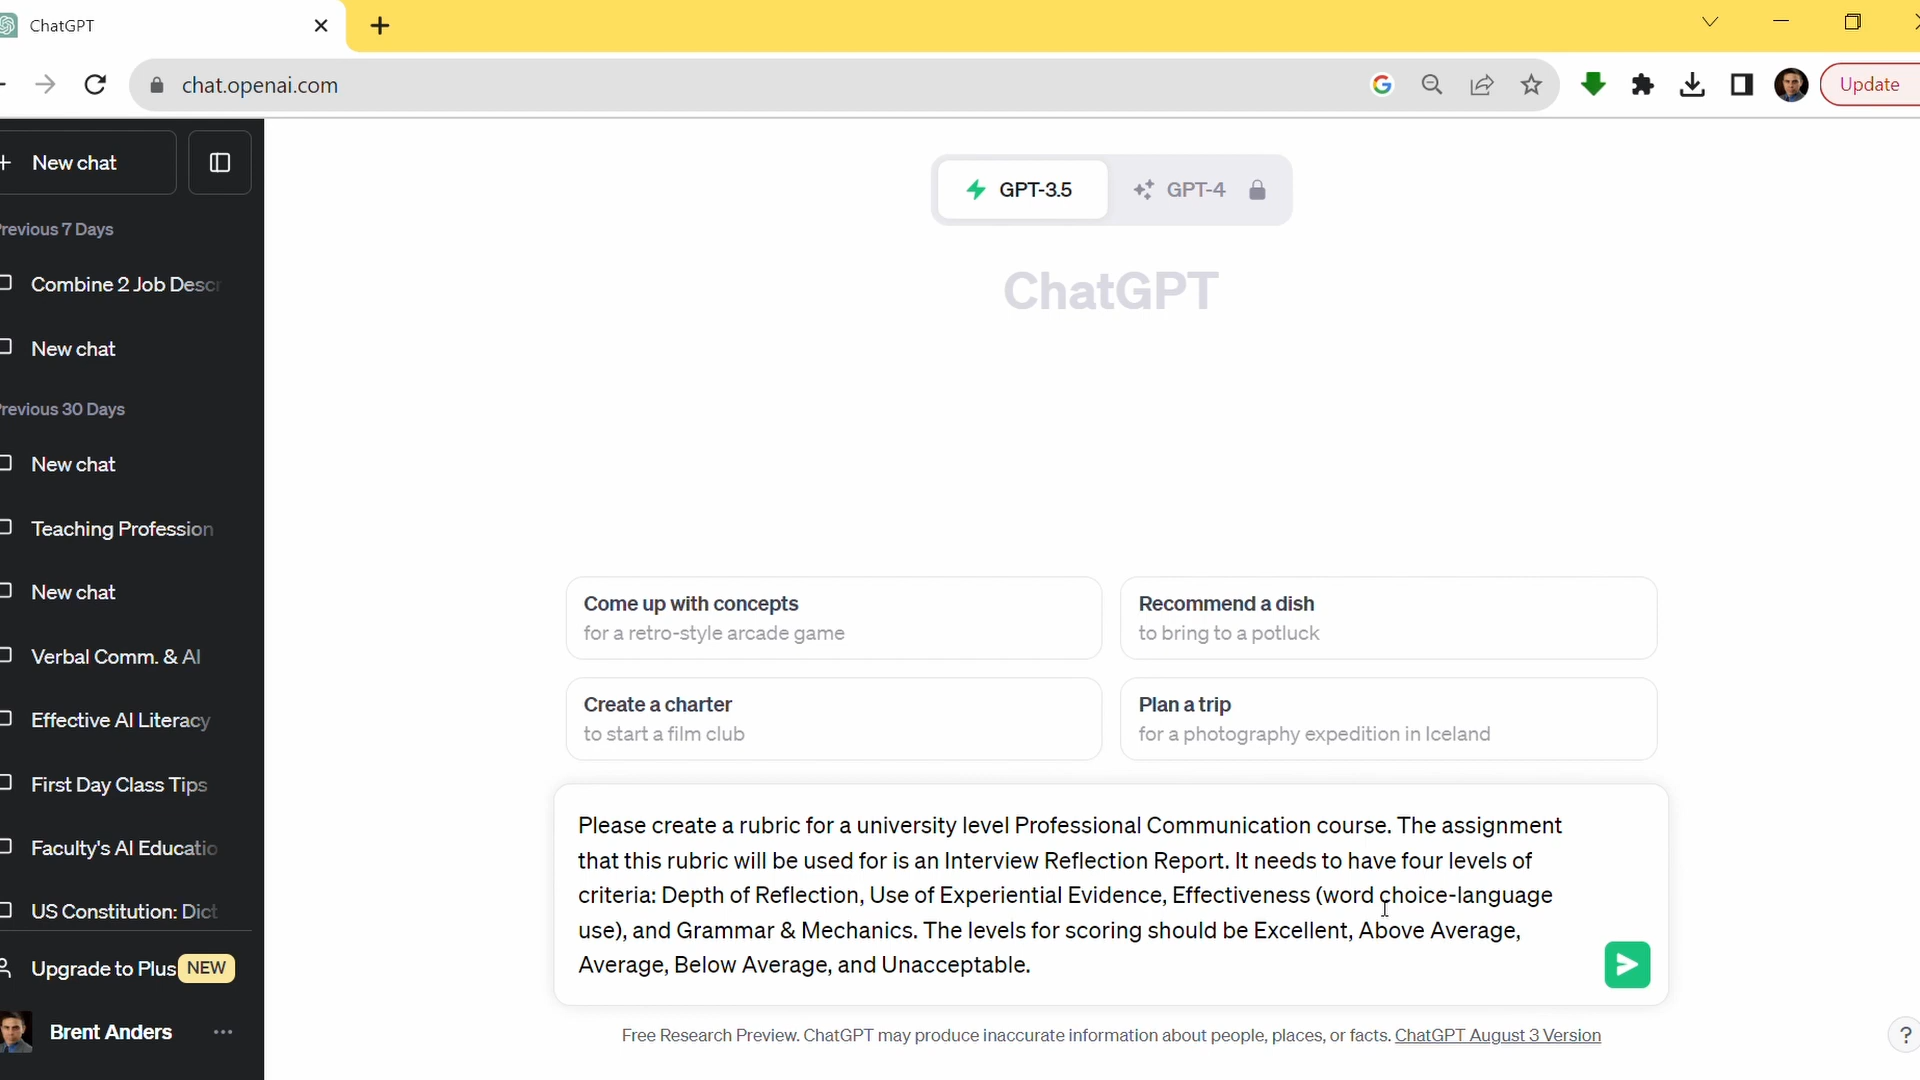 ChatGPT
chat.openai.com
Update
New chat
GPT-3.5
GPT-4
revious 7 Days
ChatGPT
Combine 2 Job Descr
New chat
revious 30 Days
New chat
Teaching Profession
New chat
Verbal Comm. & AI
Effective AI Literacy
First Day Class Tips
Faculty's AI Educatio
US Constitution: Dict
Upgrade to Plus NEW
Brent Anders
Come up with concepts
for a retro-style arcade game
Recommend a dish
to bring to a potluck
Create a charter
to start a film club
Plan a trip
for a photography expedition in Iceland
Please create a rubric for a university level Professional Communication course. The assignment
that this rubric will be used for is an Interview Reflection Report. It needs to have four levels of
criteria: Depth of Reflection, Use of Experiential Evidence, Effectiveness (word choice-language
use), and Grammar & Mechanics. The levels for scoring should be Excellent, Above Average,
Average, Below Average, and Unacceptable.
Free Research Preview. ChatGPT may produce inaccurate information about people, places, or facts. ChatGPT August 3 Version
?